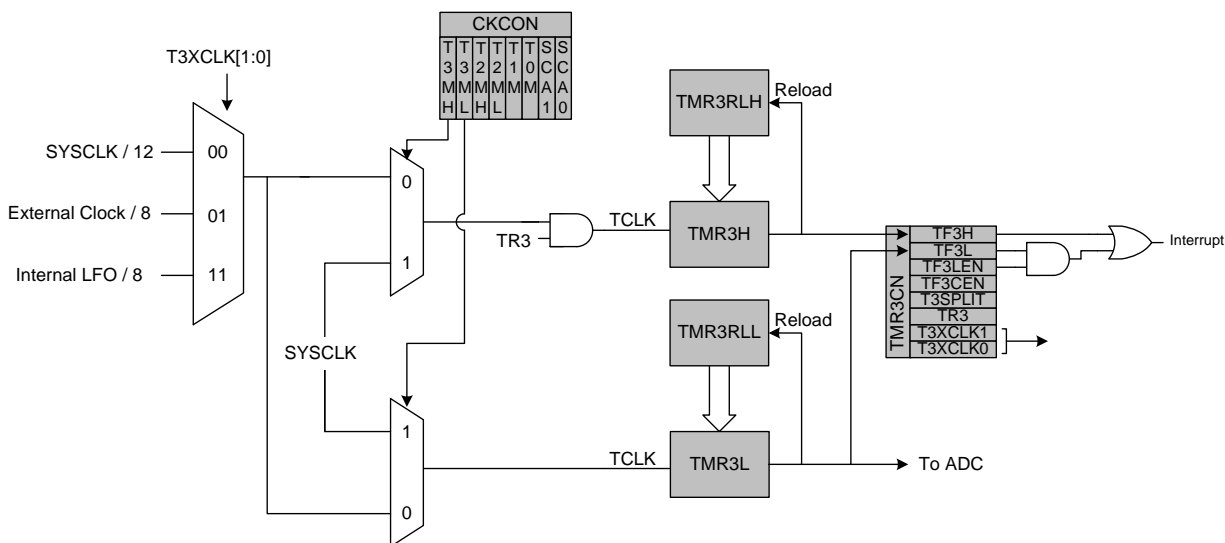 CKCON
T3MH
T3ML
T2MH
T2ML
T1M
T0M
SCA1
SCA0
T3XCLK[1:0]
SYSCLK / 12
00
External Clock / 8
01
Internal LFO / 8
11
0
1
SYSCLK
TR3
TCLK
TMR3RLH
Reload
TMR3H
TMR3CN
TF3H
TF3L
TF3LEN
TF3CEN
T3SPLIT
TR3
T3XCLK1
T3XCLK0
Interrupt
TMR3RLL
Reload
1
0
TCLK
TMR3L
To ADC